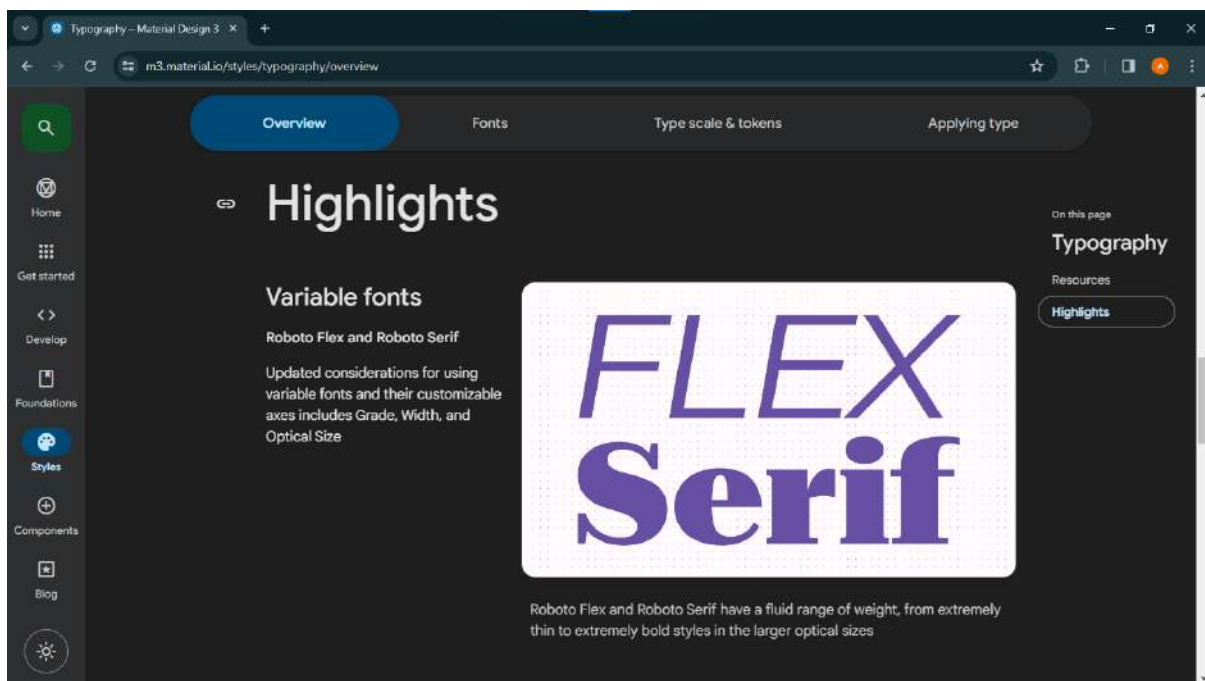 Typography – Material Design 3
m3.material.io/styles/typography/overview
A
Home
Get started
Develop
Foundations
Styles
Components
Blog
Overview Fonts Type scale & tokens Applying type
Highlights
Variable fonts
Roboto Flex and Roboto Serif
Updated considerations for using
variable fonts and their customizable
axes includes Grade, Width, and
Optical Size
FLEX
Serif
Roboto Flex and Roboto Serif have a fluid range of weight, from extremely
thin to extremely bold styles in the larger optical sizes
On this page
Typography
Resources
Highlights